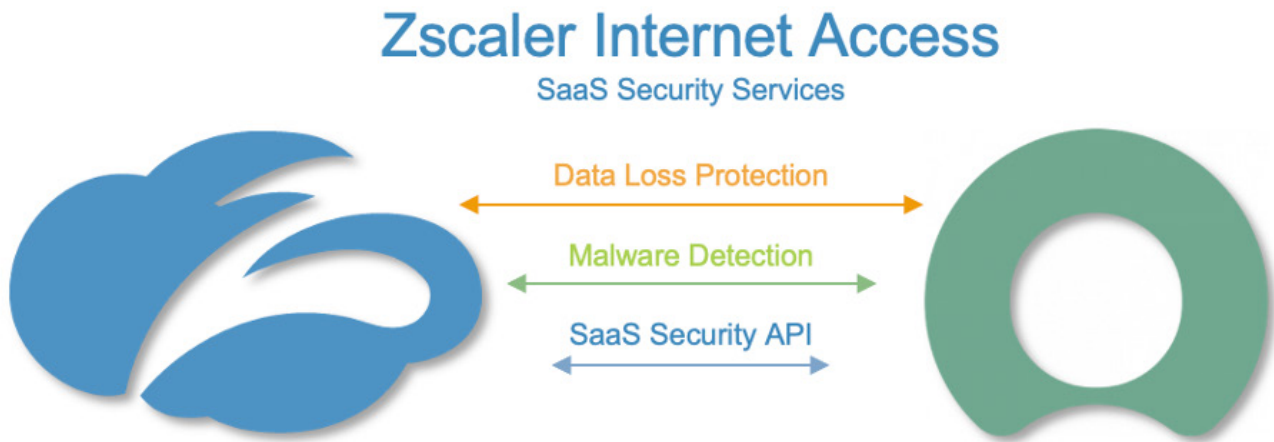 Zscaler Internet Access
SaaS Security Services
Data Loss Protection
Malware Detection
SaaS Security API